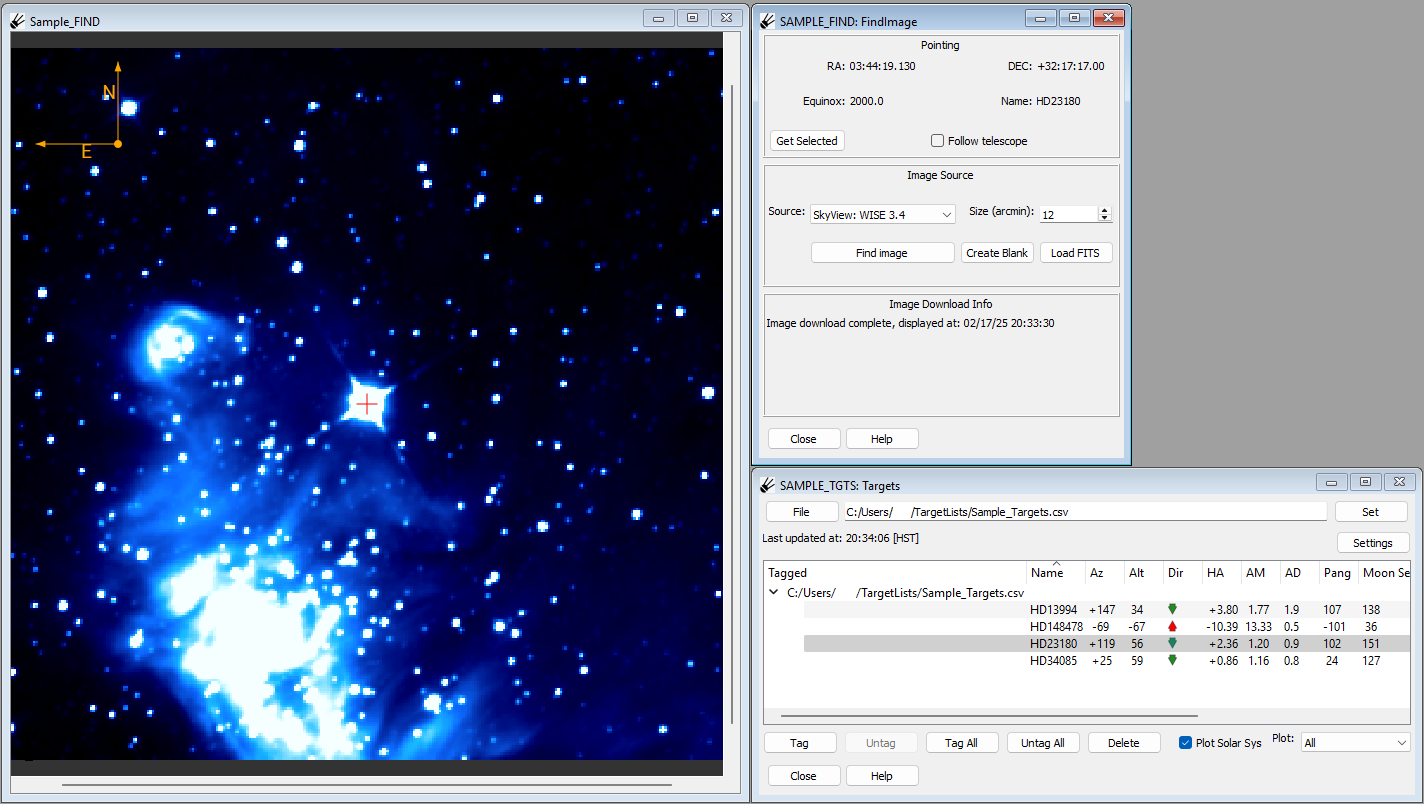 Sample_FIND
N
E
SAMPLE_FIND: FindImage
Pointing
RA: 03:44:19.130 DEC: +32:17:17.00
Equinox: 2000.0 Name: HD23180
Get Selected Follow telescope
Image Source
Source: SkyView: WISE 3.4 Size (arcmin): 12
Find image Create Blank Load FITS
Image Download Info
Image download complete, displayed at: 02/17/25 20:33:30
Close Help
SAMPLE_TGTS: Targets
File C:/Users/ /TargetLists/Sample_Targets.csv Set
Last updated at: 20:34:06 [HST]
Settings
Tagged Name Az Alt Dir HA AM AD Pang Moon Se
C:/Users/ /TargetLists/Sample_Targets.csv
HD13994 +147 34 +3.80 1.77 1.9 107 138
HD148478 -69 -67 -10.39 13.33 0.5 -101 36
HD23180 +119 56 +2.36 1.20 0.9 102 151
HD34085 +25 59 +0.86 1.16 0.8 24 127
Tag Untag Tag All Untag All Delete Plot Solar Sys Plot: All
Close Help